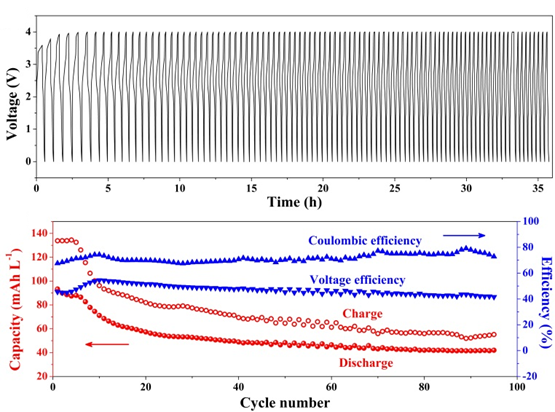 4
3
2
1
0
Voltage (V)
0 5 10 15 20 25 30 35
Time (h)
140
120
100
80
60
40
20
Capacity (mAh L⁻¹)
100
80
60
40
20
0
-20
Efficiency (%)
Coulombic efficiency
Voltage efficiency
Charge
Discharge
0 20 40 60 80 100
Cycle number